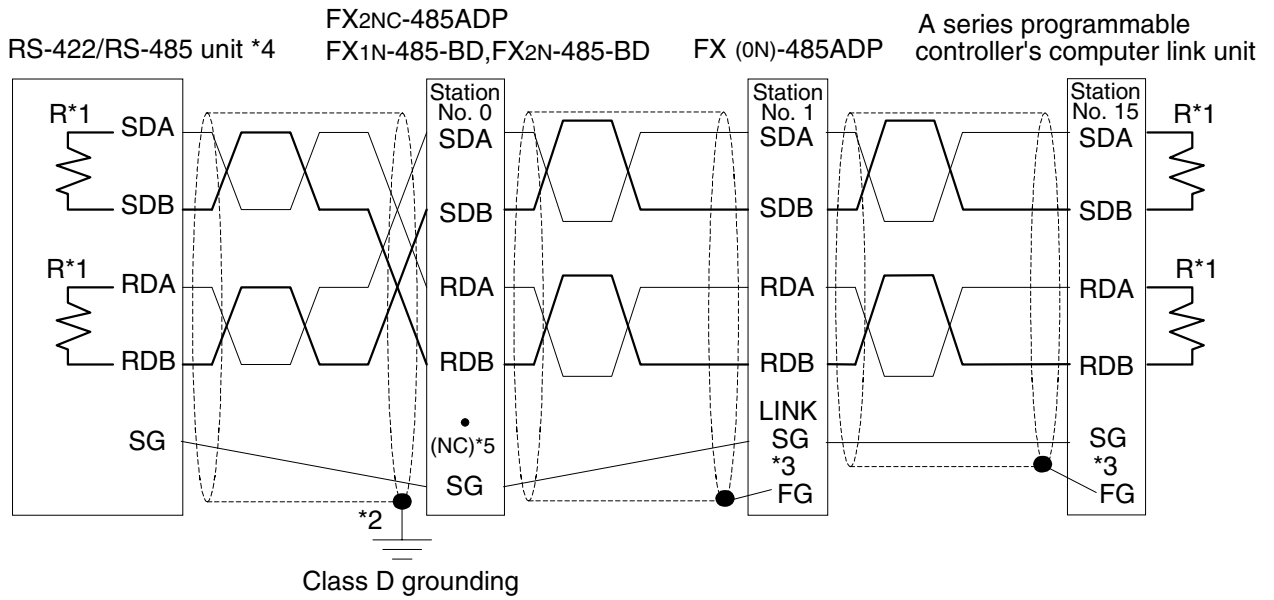 RS-422/RS-485 unit *4
FX2NC-485ADP
FX1N-485-BD,FX2N-485-BD
FX (0N)-485ADP
A series programmable
controller's computer link unit
R*1
SDA
SDB
R*1
RDA
RDB
SG
*2
Class D grounding
Station
No. 0
SDA
SDB
RDA
RDB
(NC)*5
SG
Station
No. 1
SDA
SDB
RDA
RDB
LINK
SG
*3
FG
Station
No. 15
SDA
SDB
RDA
RDB
SG
*3
FG
R*1
R*1